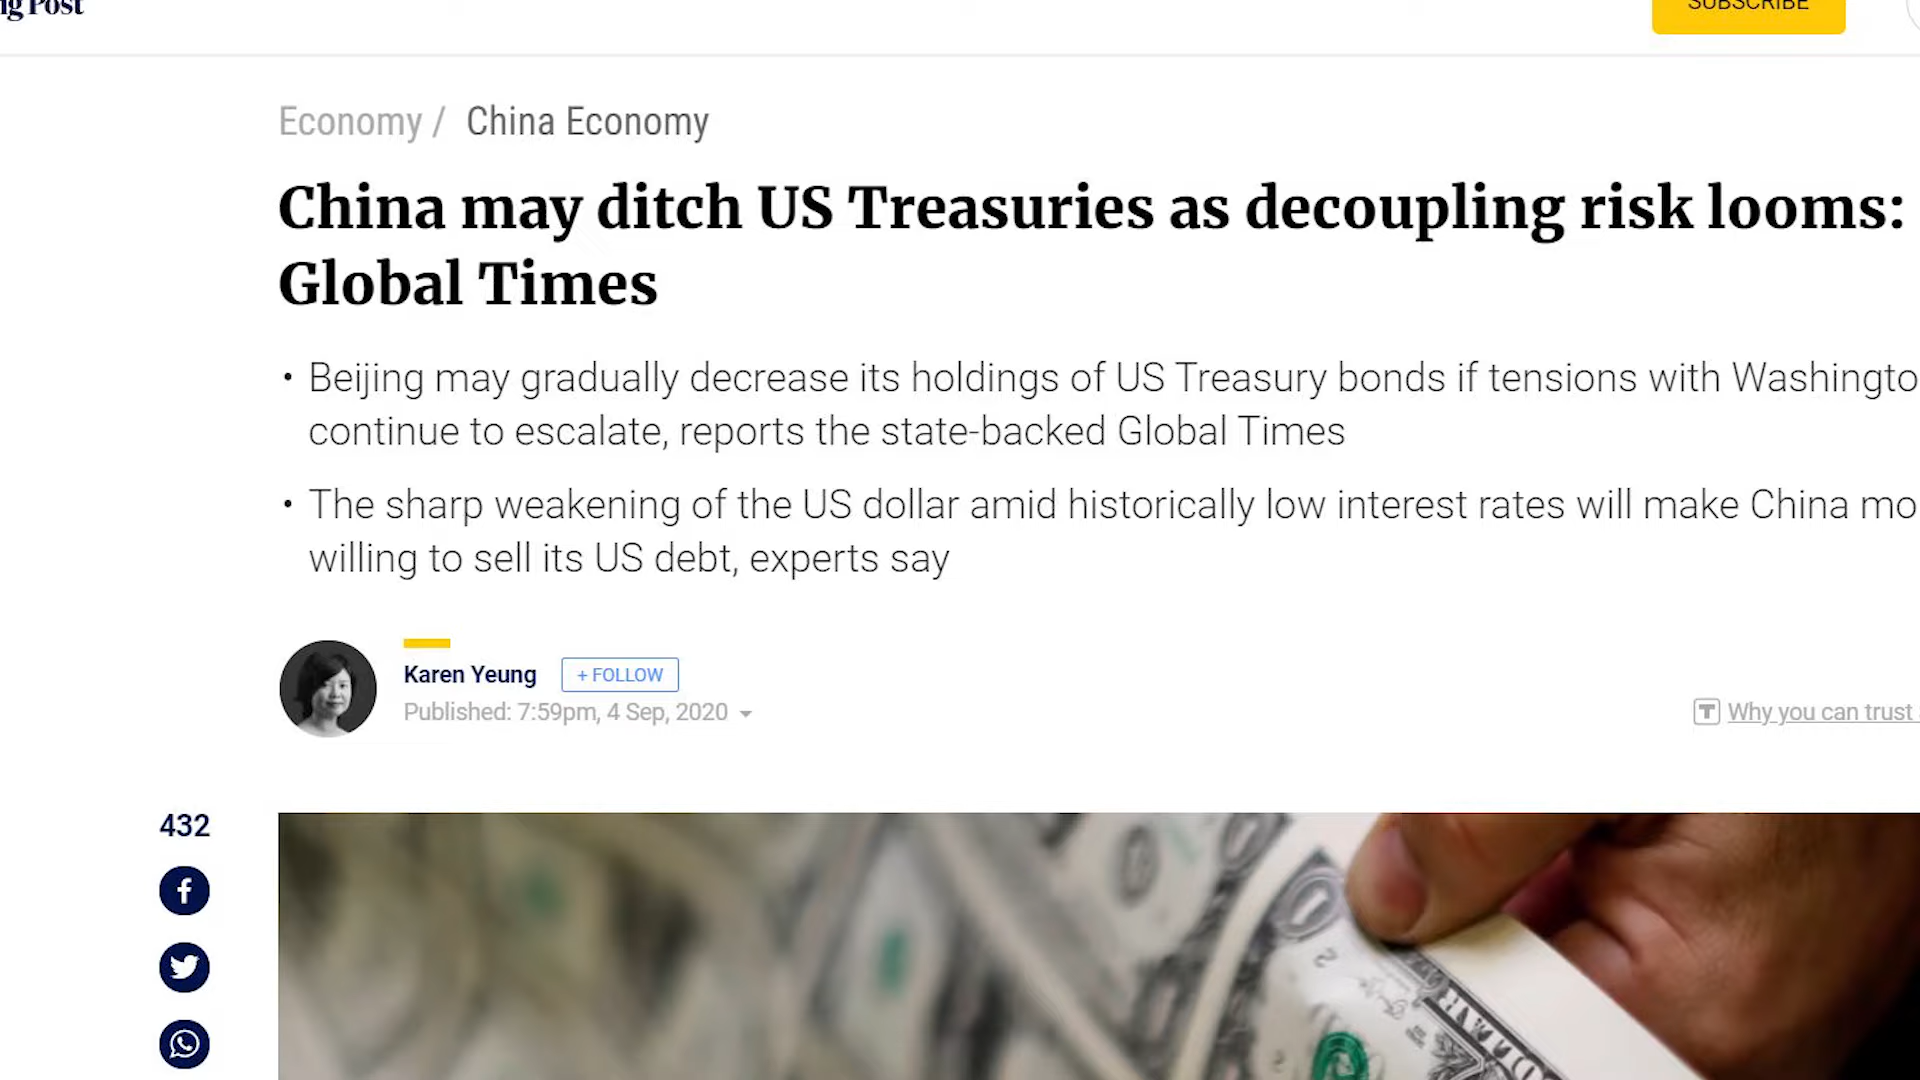 Post
SUBSCRIBE
Economy / China Economy
China may ditch US Treasuries as decoupling risk looms:
Global Times
• Beijing may gradually decrease its holdings of US Treasury bonds if tensions with Washingto
continue to escalate, reports the state-backed Global Times
• The sharp weakening of the US dollar amid historically low interest rates will make China mo
willing to sell its US debt, experts say
Karen Yeung
+ FOLLOW
Published: 7:59pm, 4 Sep, 2020
Why you can trust
432